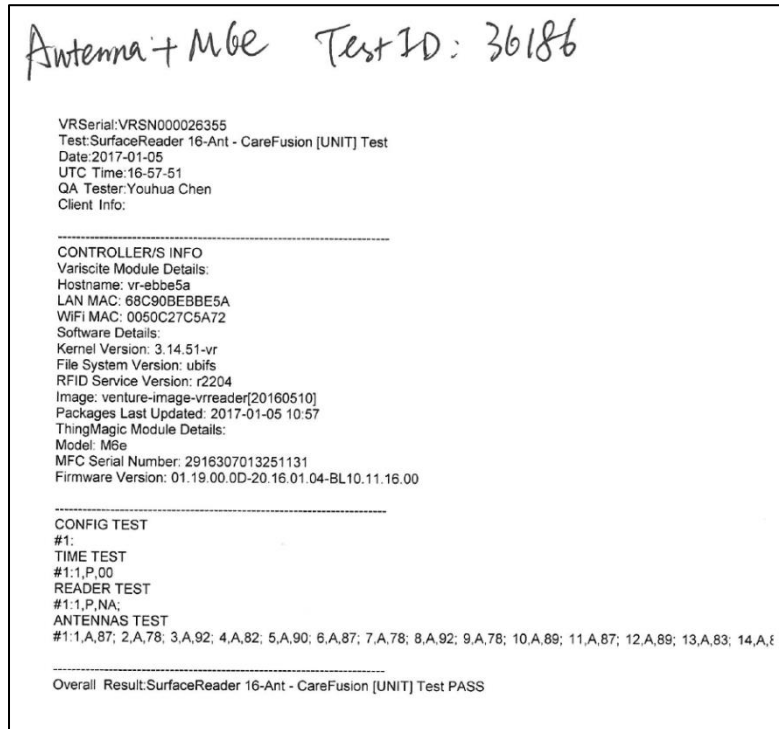 Antenna + M6e Test ID: 36186
VRSerial:VRSN000026355
Test:SurfaceReader 16-Ant - CareFusion [UNIT] Test
Date:2017-01-05
UTC Time:16-57-51
QA Tester:Youhua Chen
Client Info:
CONTROLLER/S INFO
Variscite Module Details:
Hostname: vr-ebbe5a
LAN MAC: 68C90BEBBE5A
WiFi MAC: 0050C27C5A72
Software Details:
Kernel Version: 3.14.51-vr
File System Version: ubifs
RFID Service Version: r2204
Image: venture-image-vrreader[20160510]
Packages Last Updated: 2017-01-05 10:57
ThingMagic Module Details:
Model: M6e
MFC Serial Number: 2916307013251131
Firmware Version: 01.19.00.0D-20.16.01.04-BL10.11.16.00
CONFIG TEST
#1:
TIME TEST
#1:1,P,00
READER TEST
#1:1,P,NA;
ANTENNAS TEST
#1:1,A,87; 2,A,78; 3,A,92; 4,A,82; 5,A,90; 6,A,87; 7,A,78; 8,A,92; 9,A,78; 10,A,89; 11,A,87; 12,A,89; 13,A,83; 14,A,
Overall Result:SurfaceReader 16-Ant - CareFusion [UNIT] Test PASS